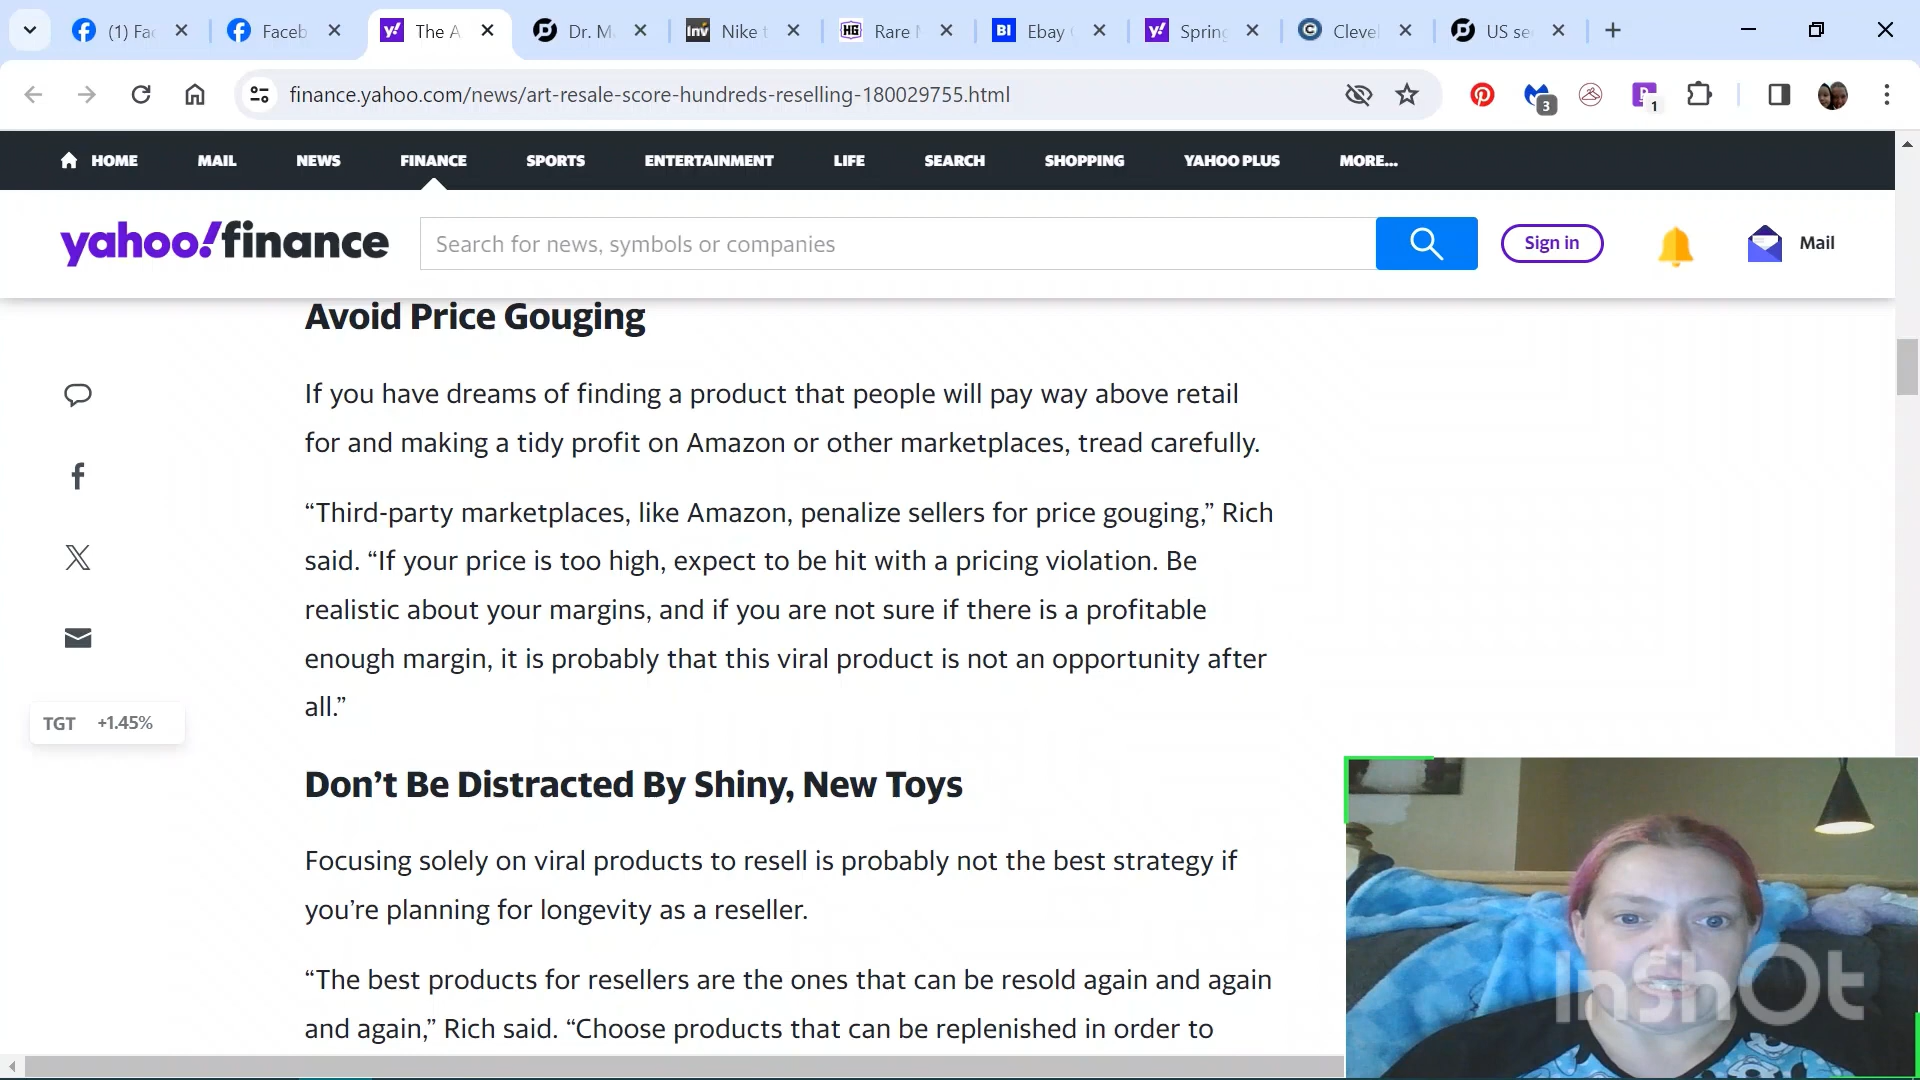 (1) Fac
Faceb
The A
Dr. M
Inv
Nike t
HG
Rare
BI
Ebay
Spring
Clevel
US se
finance.yahoo.com/news/art-resale-score-hundreds-reselling-180029755.html
3
1
HOME
MAIL
NEWS
FINANCE
SPORTS
ENTERTAINMENT
LIFE
SEARCH
SHOPPING
YAHOO PLUS
MORE...
yahoo!finance
Search for news, symbols or companies
Sign in
Mail
Avoid Price Gouging
If you have dreams of finding a product that people will pay way above retail
for and making a tidy profit on Amazon or other marketplaces, tread carefully.
“Third-party marketplaces, like Amazon, penalize sellers for price gouging,” Rich
said. “If your price is too high, expect to be hit with a pricing violation. Be
realistic about your margins, and if you are not sure if there is a profitable
enough margin, it is probably that this viral product is not an opportunity after
all.”
TGT +1.45%
Don’t Be Distracted By Shiny, New Toys
Focusing solely on viral products to resell is probably not the best strategy if
you’re planning for longevity as a reseller.
“The best products for resellers are the ones that can be resold again and again
and again,” Rich said. “Choose products that can be replenished in order to
InShOt